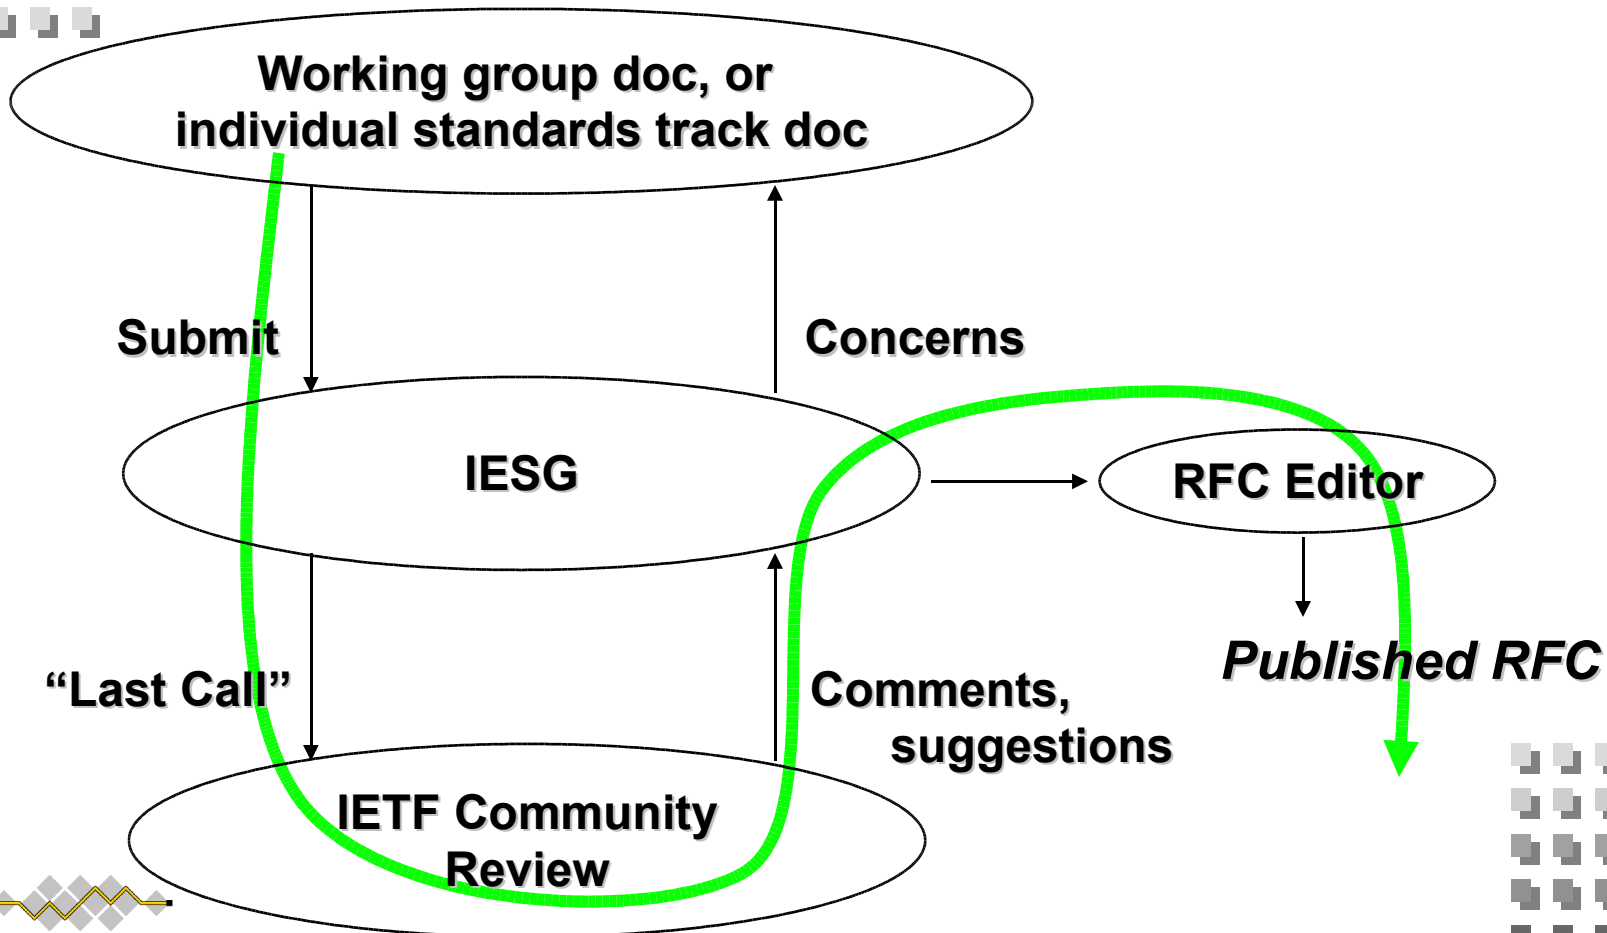 Working group doc, or
individual standards track doc
Submit
Concerns
IESG
RFC Editor
“Last Call”
Comments,
suggestions
Published RFC
IETF Community
Review